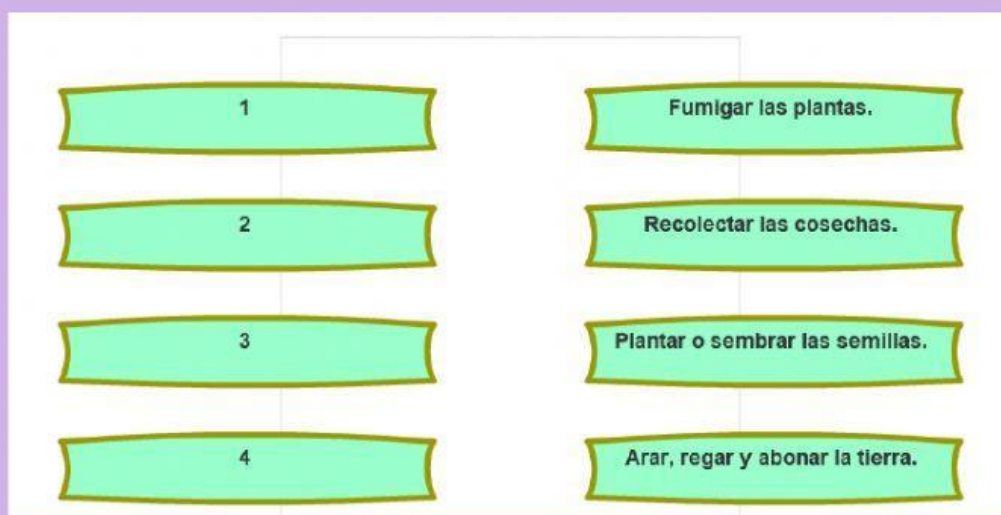 1
Fumigar las plantas.
2
Recolectar las cosechas.
3
Plantar o sembrar las semillas.
4
Arar, regar y abonar la tierra.